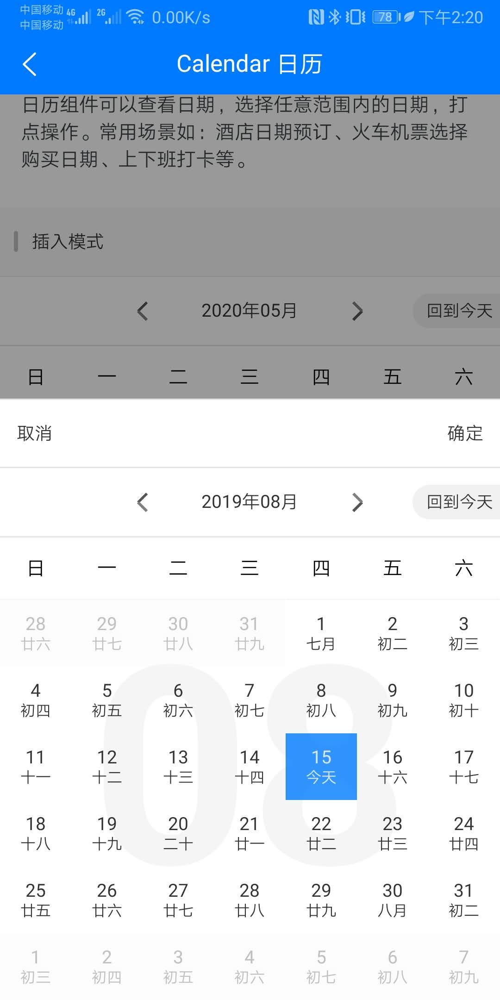 中国移动 4G 2G 0.00K/s 78 下午2:20
中国移动
Calendar 日历
日历组件可以查看日期，选择任意范围内的日期，打
点操作。常用场景如：酒店日期预订、火车机票选择
购买日期、上下班打卡等。
插入模式
2020年05月 回到今天
日 一 二 三 四 五 六
取消 确定
2019年08月 回到今天
日 一 二 三 四 五 六
28 29 30 31 1 2 3
廿六 廿七 廿八 廿九 七月 初二 初三
08
4 5 6 7 8 9 10
初四 初五 初六 初七 初八 初九 初十
11 12 13 14 15 16 17
十一 十二 十三 十四 今天 十六 十七
18 19 20 21 22 23 24
十八 十九 二十 廿一 廿二 廿三 廿四
25 26 27 28 29 30 31
廿五 廿六 廿七 廿八 廿九 八月 初二
1 2 3 4 5 6 7
初三 初四 初五 初六 初七 初八 初九